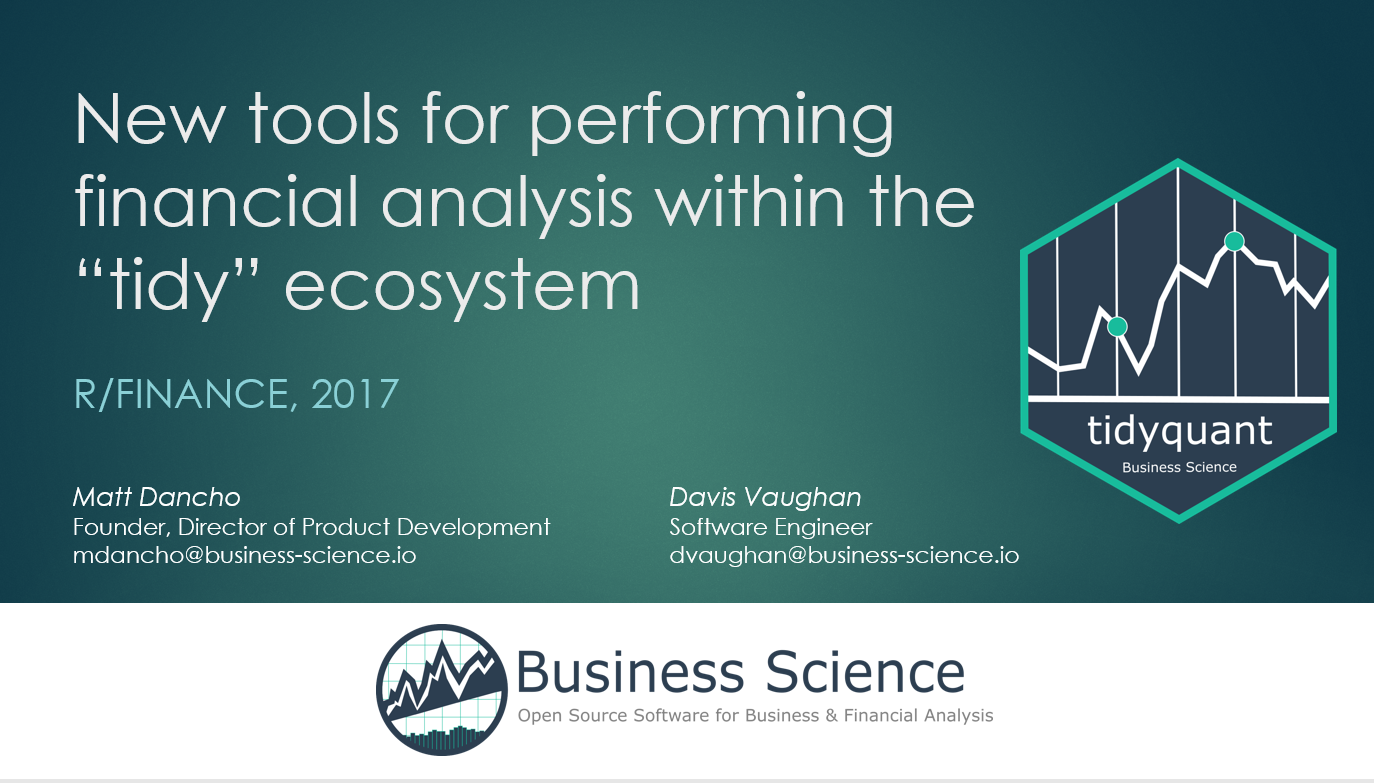 New tools for performing
financial analysis within the
“tidy” ecosystem
R/FINANCE, 2017
tidyquant
Business Science
Matt Dancho
Founder, Director of Product Development
mdancho@business-science.io
Davis Vaughan
Software Engineer
dvaughan@business-science.io
Business Science
Open Source Software for Business & Financial Analysis